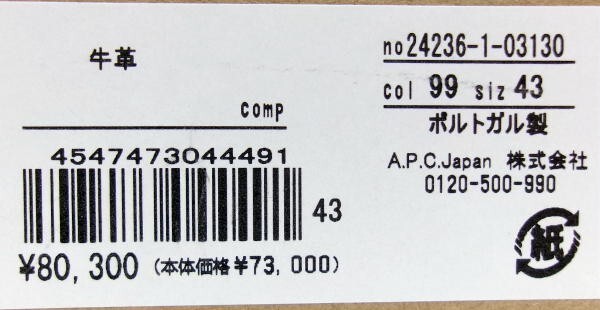 牛革
comp
4547473044491
43
¥80,300 (本体価格¥73,000)
no24236-1-03130
col 99 siz 43
ポルトガル製
A.P.C.Japan 株式会社
0120-500-990
紙